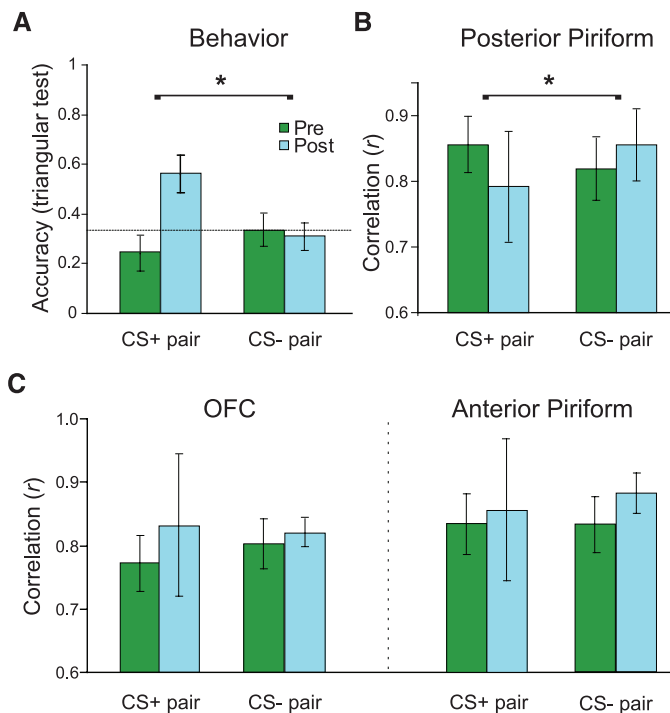 A
Behavior
*
Pre
Post
Accuracy (triangular test)
1
0.8
0.6
0.4
0.2
0
CS+ pair
CS- pair
B
Posterior Piriform
*
Correlation (r)
0.9
0.8
0.7
0.6
CS+ pair
CS- pair
C
OFC
Anterior Piriform
Correlation (r)
1.0
0.9
0.8
0.7
0.6
CS+ pair
CS- pair
CS+ pair
CS- pair